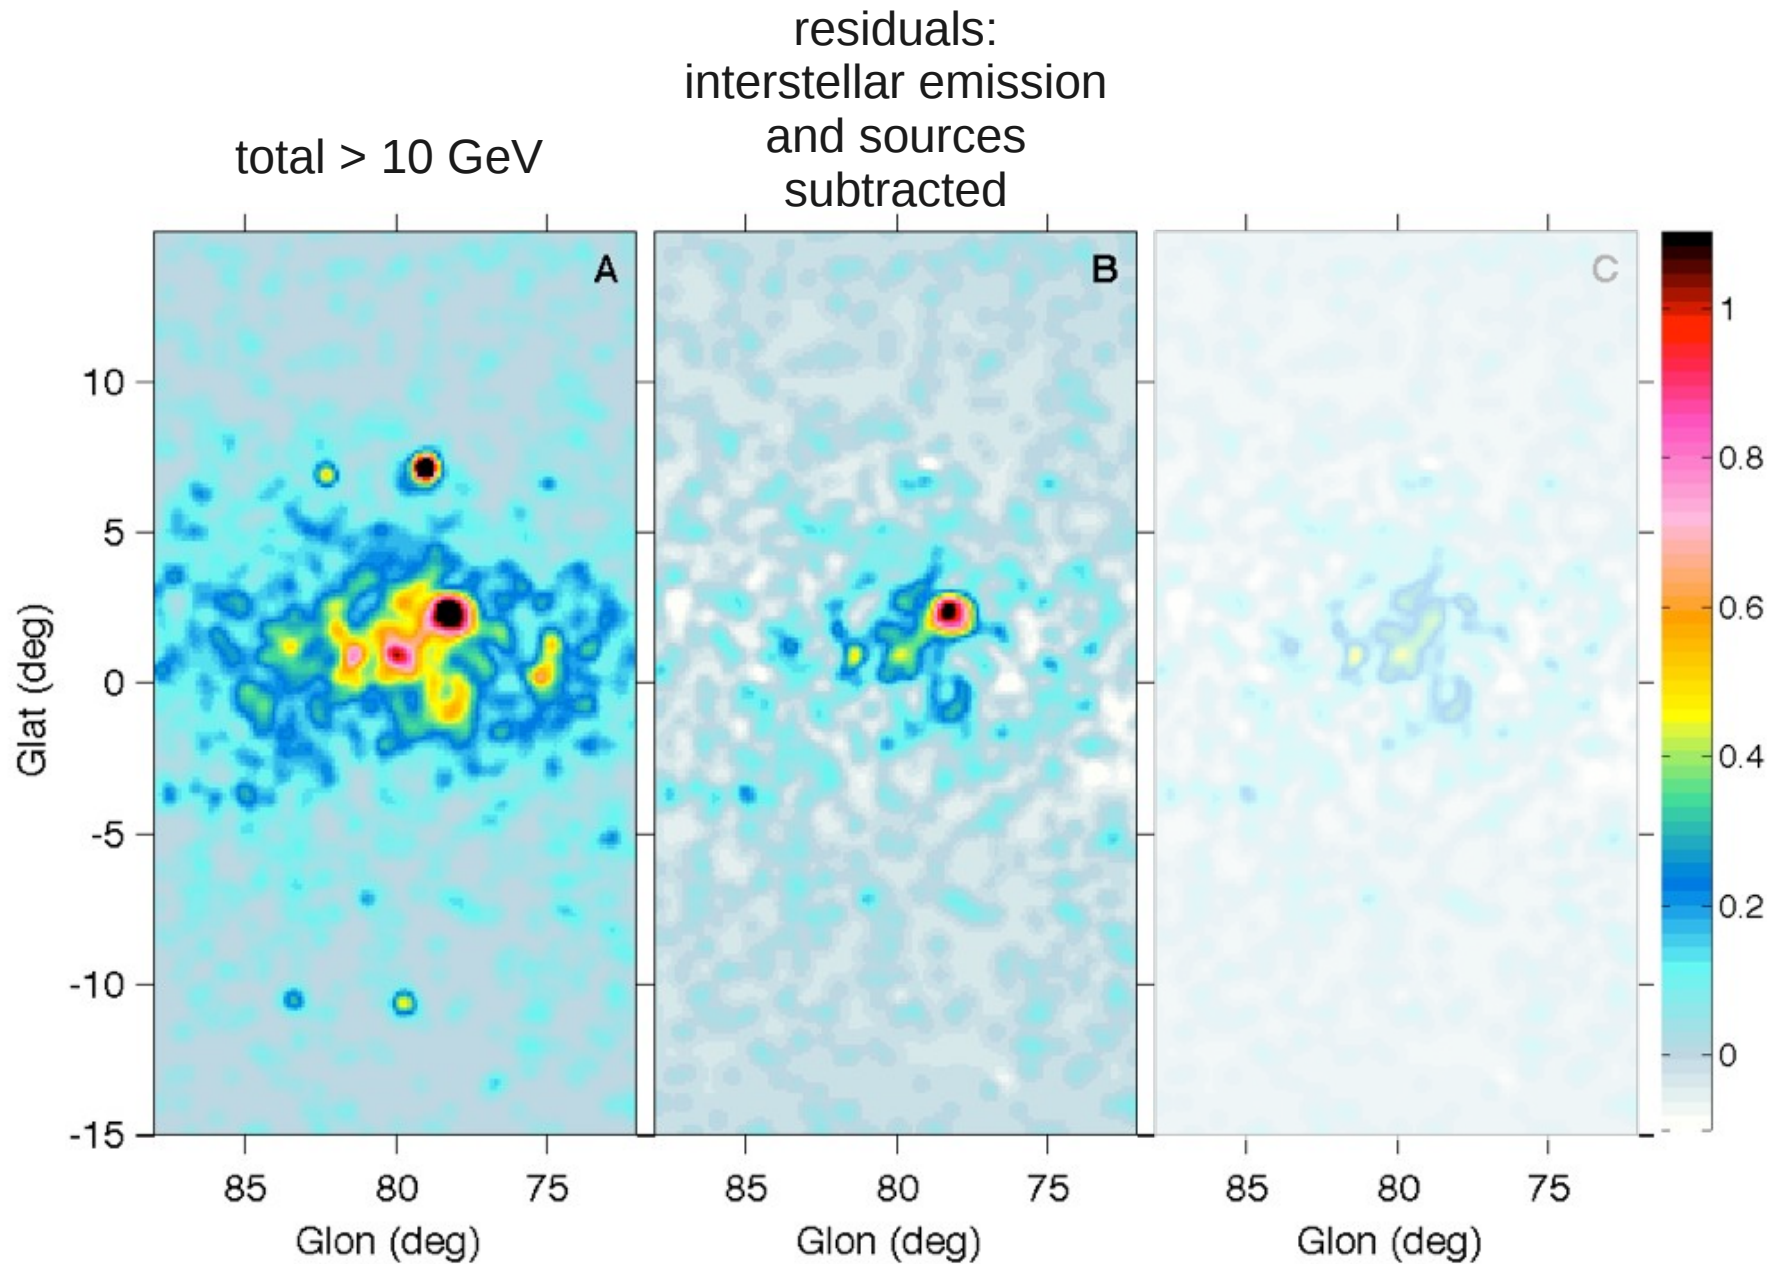 residuals:
interstellar emission
and sources
subtracted
total > 10 GeV
A
B
C
10
5
0
-5
-10
-15
Glat (deg)
85 80 75
85 80 75
85 80 75
Glon (deg)
Glon (deg)
Glon (deg)
1
0.8
0.6
0.4
0.2
0